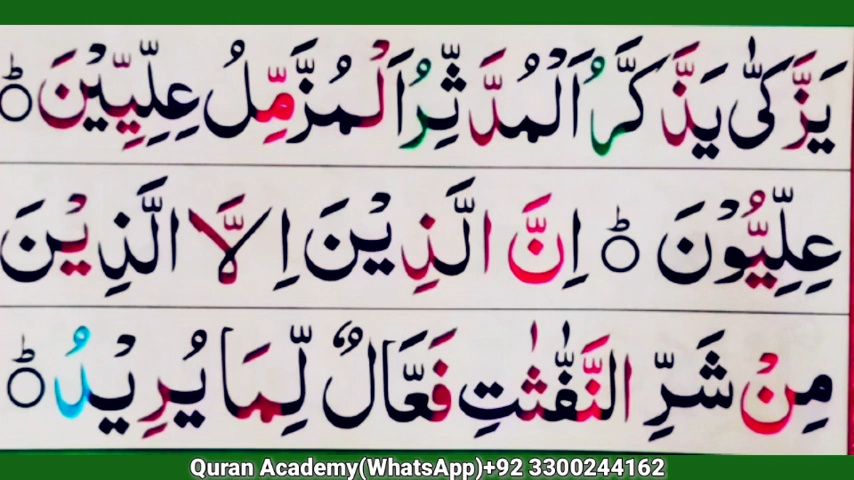 يَزَّكّٰى يَذَّكَّرُ اَلْمُدَّثِّرُ اَلْمُزَّمِّلُ عِلِّيِّيْنَ ؕ
عِلِّيُّوْنَ ؕ اِنَّ الَّذِيْنَ اِلَّا الَّذِيْنَ
مِنْ شَرِّ النَّفّٰثٰتِ فَعَّالٌ لِّمَا يُرِيْدُ ؕ
Quran Academy(WhatsApp)+92 3300244162